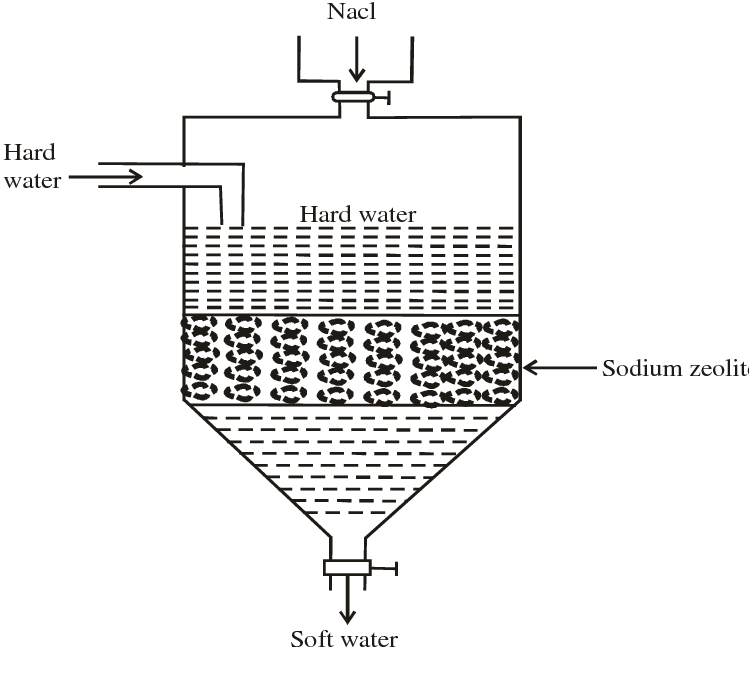 Nacl
Hard
water
Hard water
Sodium zeolit
Soft water